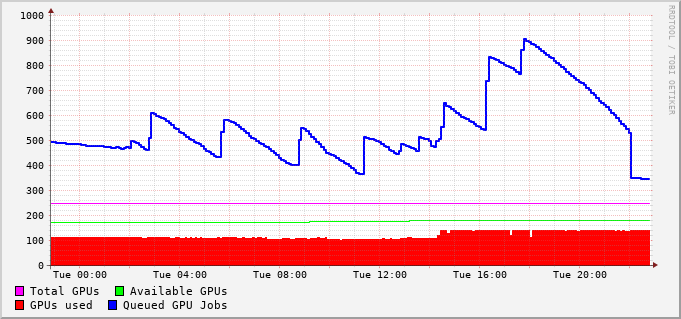 1000
900
800
700
600
500
400
300
200
100
0
Tue 00:00 Tue 04:00 Tue 08:00 Tue 12:00 Tue 16:00 Tue 20:00
Total GPUs Available GPUs
GPUs used Queued GPU Jobs
RRDTOOL / TOBI OETIKER